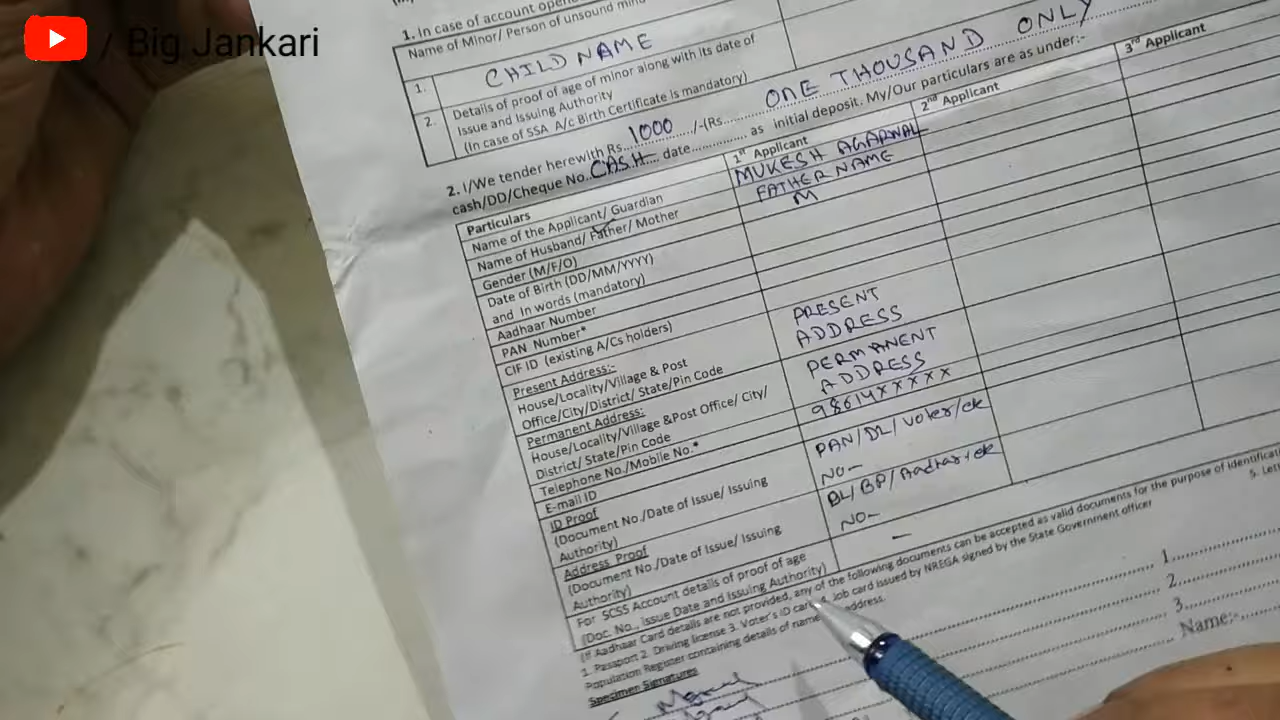 / Big Jankari
1. In case of account opene
Name of Minor/ Person of unsound mind
1. CHILD NAME
2. Details of proof of age of minor along with its date of
Issue and Issuing Authority
(In case of SSA A/c Birth Certificate is mandatory)
2. I/We tender herewith Rs...1000..../-(Rs....ONE THOUSAND ONLY
cash/DD/Cheque No..CASH.... date.............. as initial deposit. My/Our particulars are as under:-
Particulars 1st Applicant 2nd Applicant 3rd Applicant
Name of the Applicant/ Guardian MUKESH AGARWAL
Name of Husband/ Father/ Mother FATHER NAME
Gender (M/F/O) M
Date of Birth (DD/MM/YYYY)
and In words (mandatory)
Aadhaar Number
PAN Number*
CIF ID (existing A/Cs holders)
Present Address:- PRESENT
House/Locality/Village & Post ADDRESS
Office/City/District/ State/Pin Code
Permanent Address: PERMANENT
House/Locality/Village &Post Office/ City/ ADDRESS
District/ State/Pin Code
Telephone No./Mobile No.* 98614xxxxx
E-mail ID
ID Proof PAN/DL/Voter/etc
(Document No./Date of Issue/ Issuing NO-
Authority)
Address Proof DL/BP/Aadhar/etc
(Document No./Date of Issue/ Issuing NO-
Authority)
For SCSS Account details of proof of age —
(Doc. No., Issue Date and Issuing Authority)
(If Aadhaar Card details are not provided, any of the following documents can be accepted as valid documents for the purpose of identificati
1. Passport 2. Driving license 3. Voter's ID card 4. Job card issued by NREGA signed by the State Government officer 5. Lett
Population Register containing details of name address.
Specimen Signatures
1.
2.
3.
Name:-